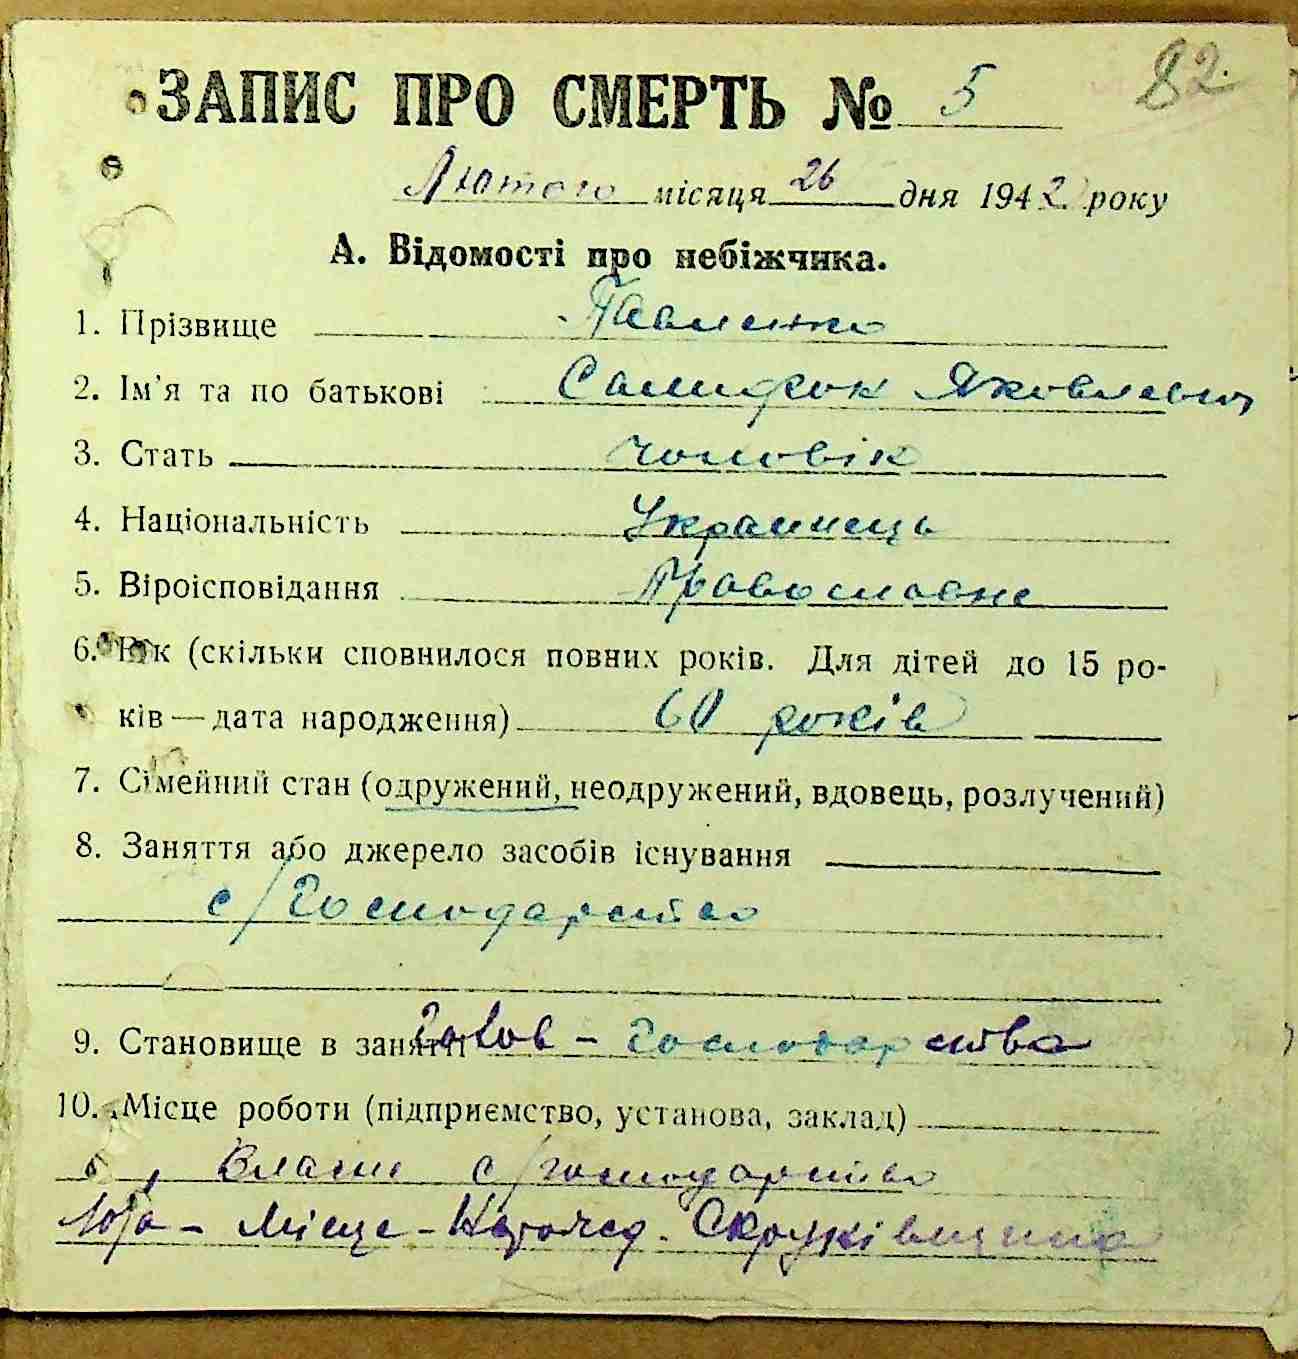 82.
ЗАПИС ПРО СМЕРТЬ № 5
Лютого місяця 26 дня 1942 року
А. Відомості про небіжчика.
1. Прізвище Павленко
2. Ім’я та по батькові Яковлевич
3. Стать чоловік
4. Національність Украинець
5. Віроісповідання Православне
6. Вік (скільки сповнилося повних років. Для дітей до 15 ро-
ків — дата народження) 60 років
7. Сімейний стан (одружений, неодружений, вдовець, розлучений)
8. Заняття або джерело засобів існування
с/Господарство
9. Становище в занятті Голов – Господарства
10. Місце роботи (підприємство, установа, заклад)
Власне с/господарство
Місце –